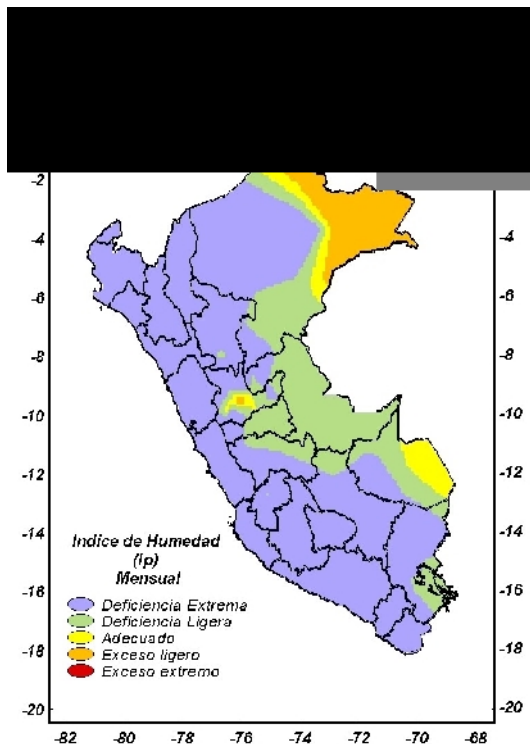 -2
-4
-4
-6
-6
-8
-8
-10
-10
-12
-12
-14
-14
-16
-16
-18
-18
-20
-20
Indice de Humedad
(Ip)
Mensual
Deficiencia Extrema
Deficiencia Ligera
Adecuado
Exceso ligero
Exceso extremo
-82 -80 -78 -76 -74 -72 -70 -68